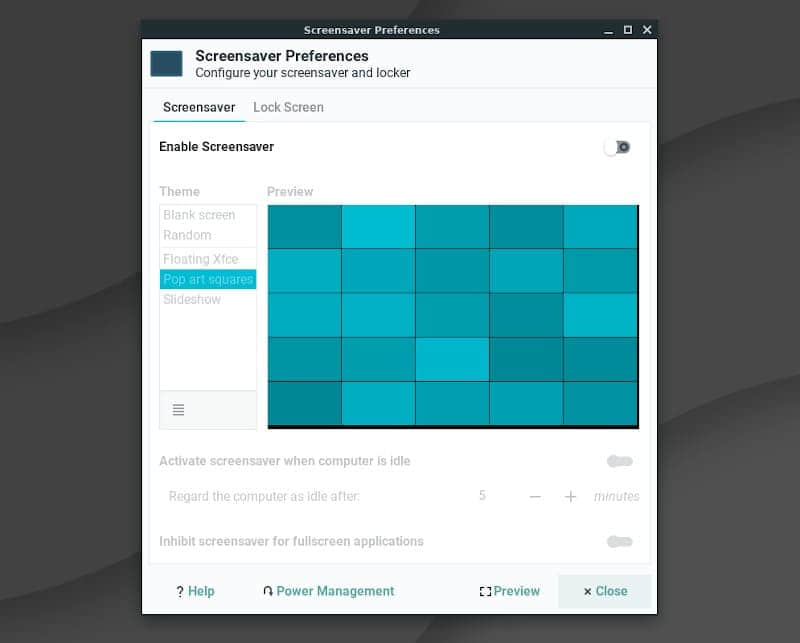 Screensaver Preferences
Screensaver Preferences
Configure your screensaver and locker
Screensaver Lock Screen
Enable Screensaver
Theme Preview
Blank screen
Random
Floating Xfce
Pop art squares
Slideshow
Activate screensaver when computer is idle
Regard the computer as idle after: 5 minutes
Inhibit screensaver for fullscreen applications
? Help Power Management Preview × Close